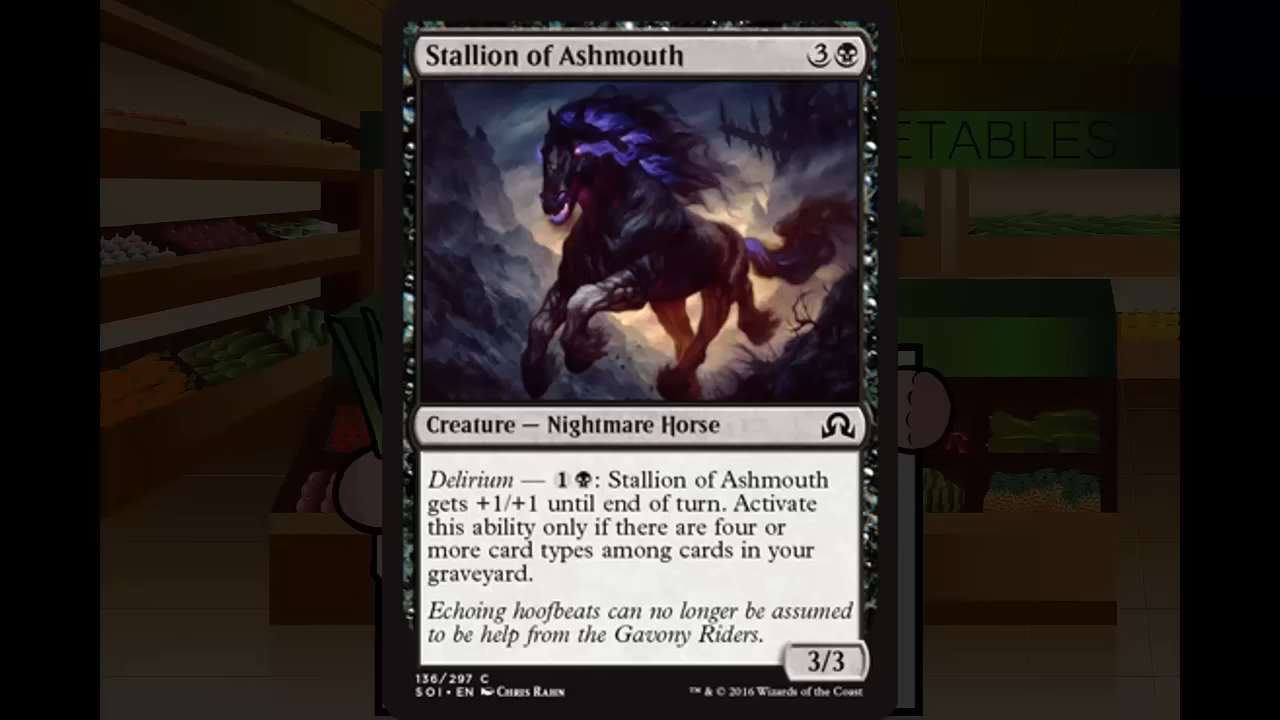 Stallion of Ashmouth 3
ETABLES
Creature — Nightmare Horse
Delirium — 1 : Stallion of Ashmouth
gets +1/+1 until end of turn. Activate
this ability only if there are four or
more card types among cards in your
graveyard.
Echoing hoofbeats can no longer be assumed
to be help from the Gavony Riders.
3/3
136/297 C
SOI • EN Chris Rahn
™ & © 2016 Wizards of the Coast